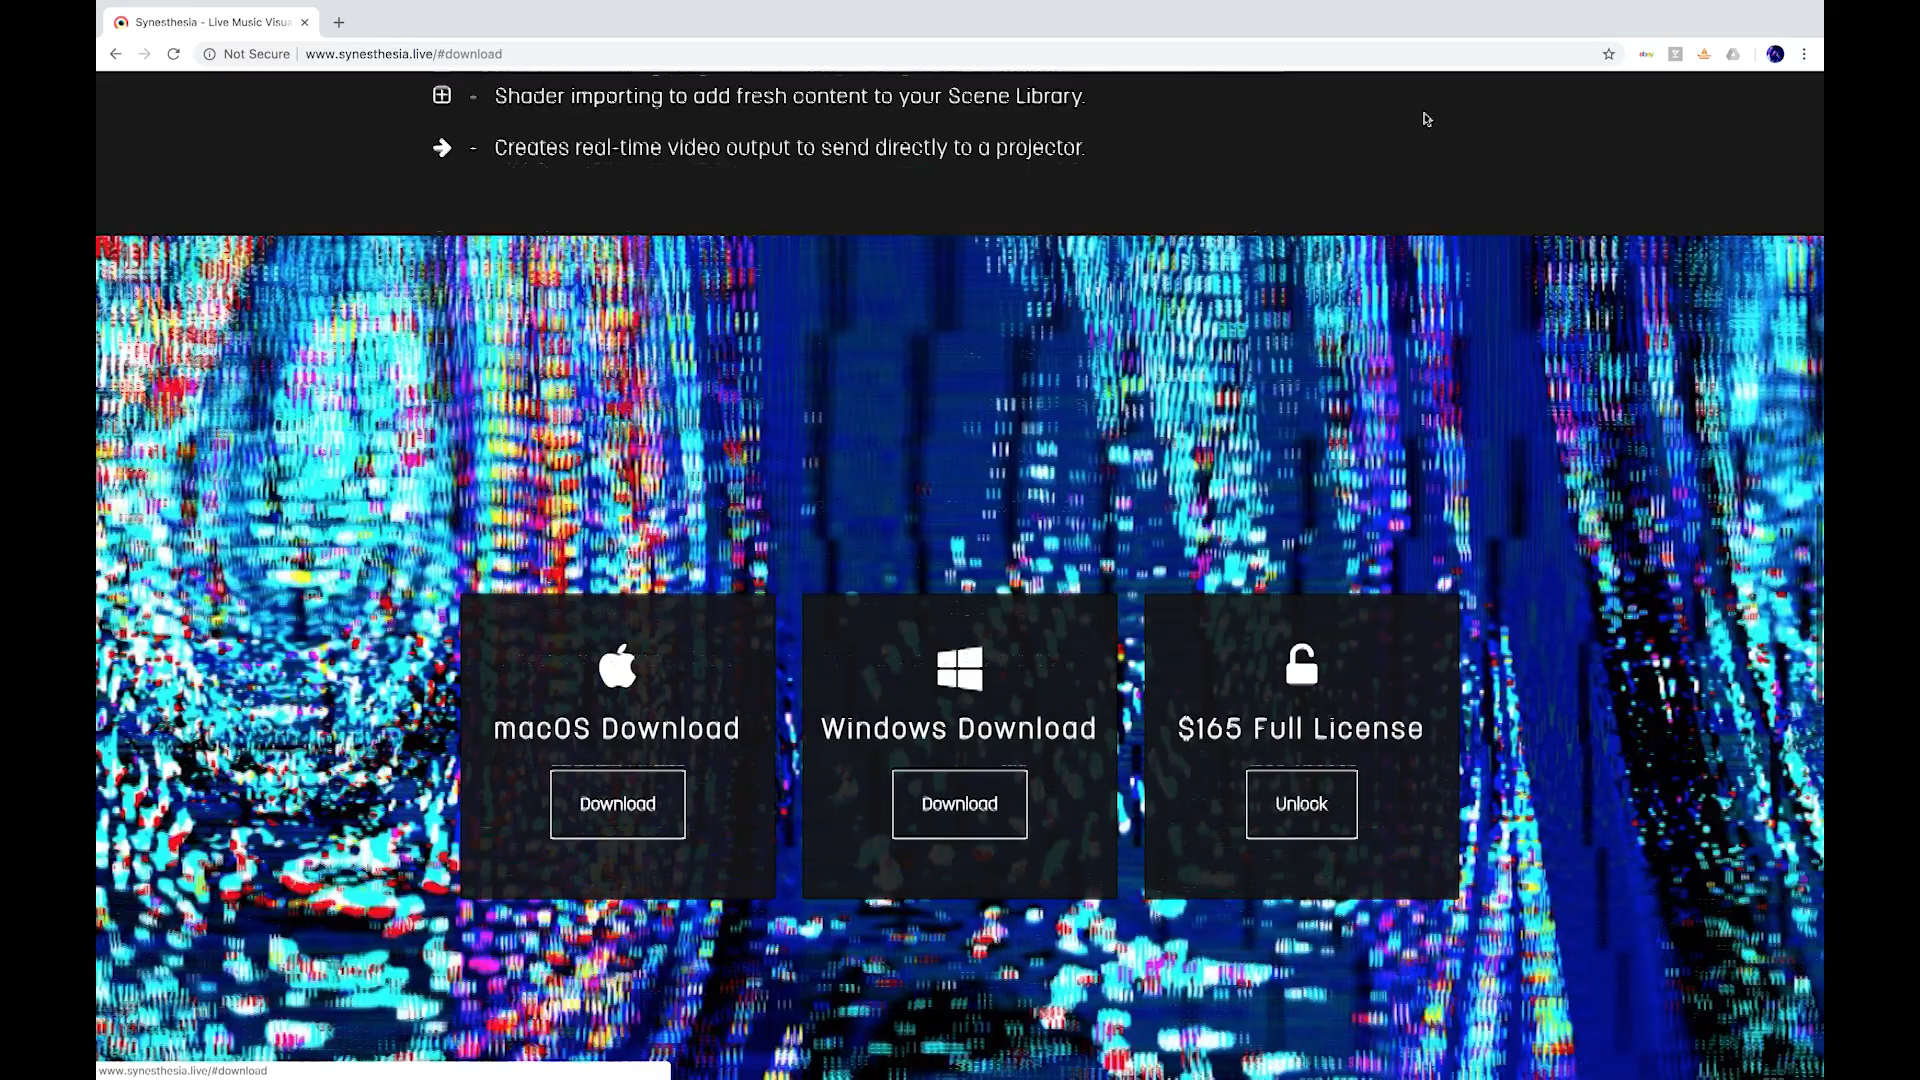 Synesthesia - Live Music Visua
Not Secure
www.synesthesia.live/#download
ebay
- Shader importing to add fresh content to your Scene Library.
- Creates real-time video output to send directly to a projector.
macOS Download
Windows Download
$165 Full License
Download
Download
Unlock
www.synesthesia.live/#download